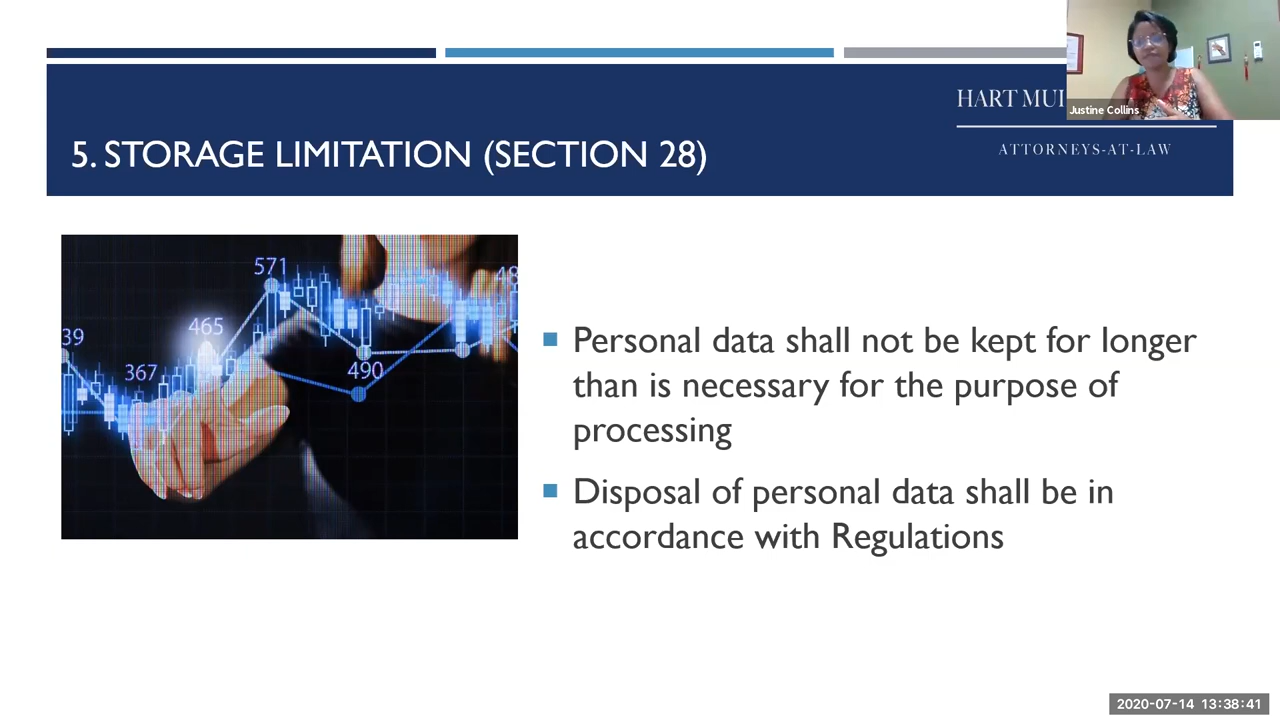 HART MUI
Justine Collins
5. STORAGE LIMITATION (SECTION 28)
ATTORNEYS-AT-LAW
571
465
39
367
490
Personal data shall not be kept for longer
than is necessary for the purpose of
processing
Disposal of personal data shall be in
accordance with Regulations
2020-07-14 13:38:41